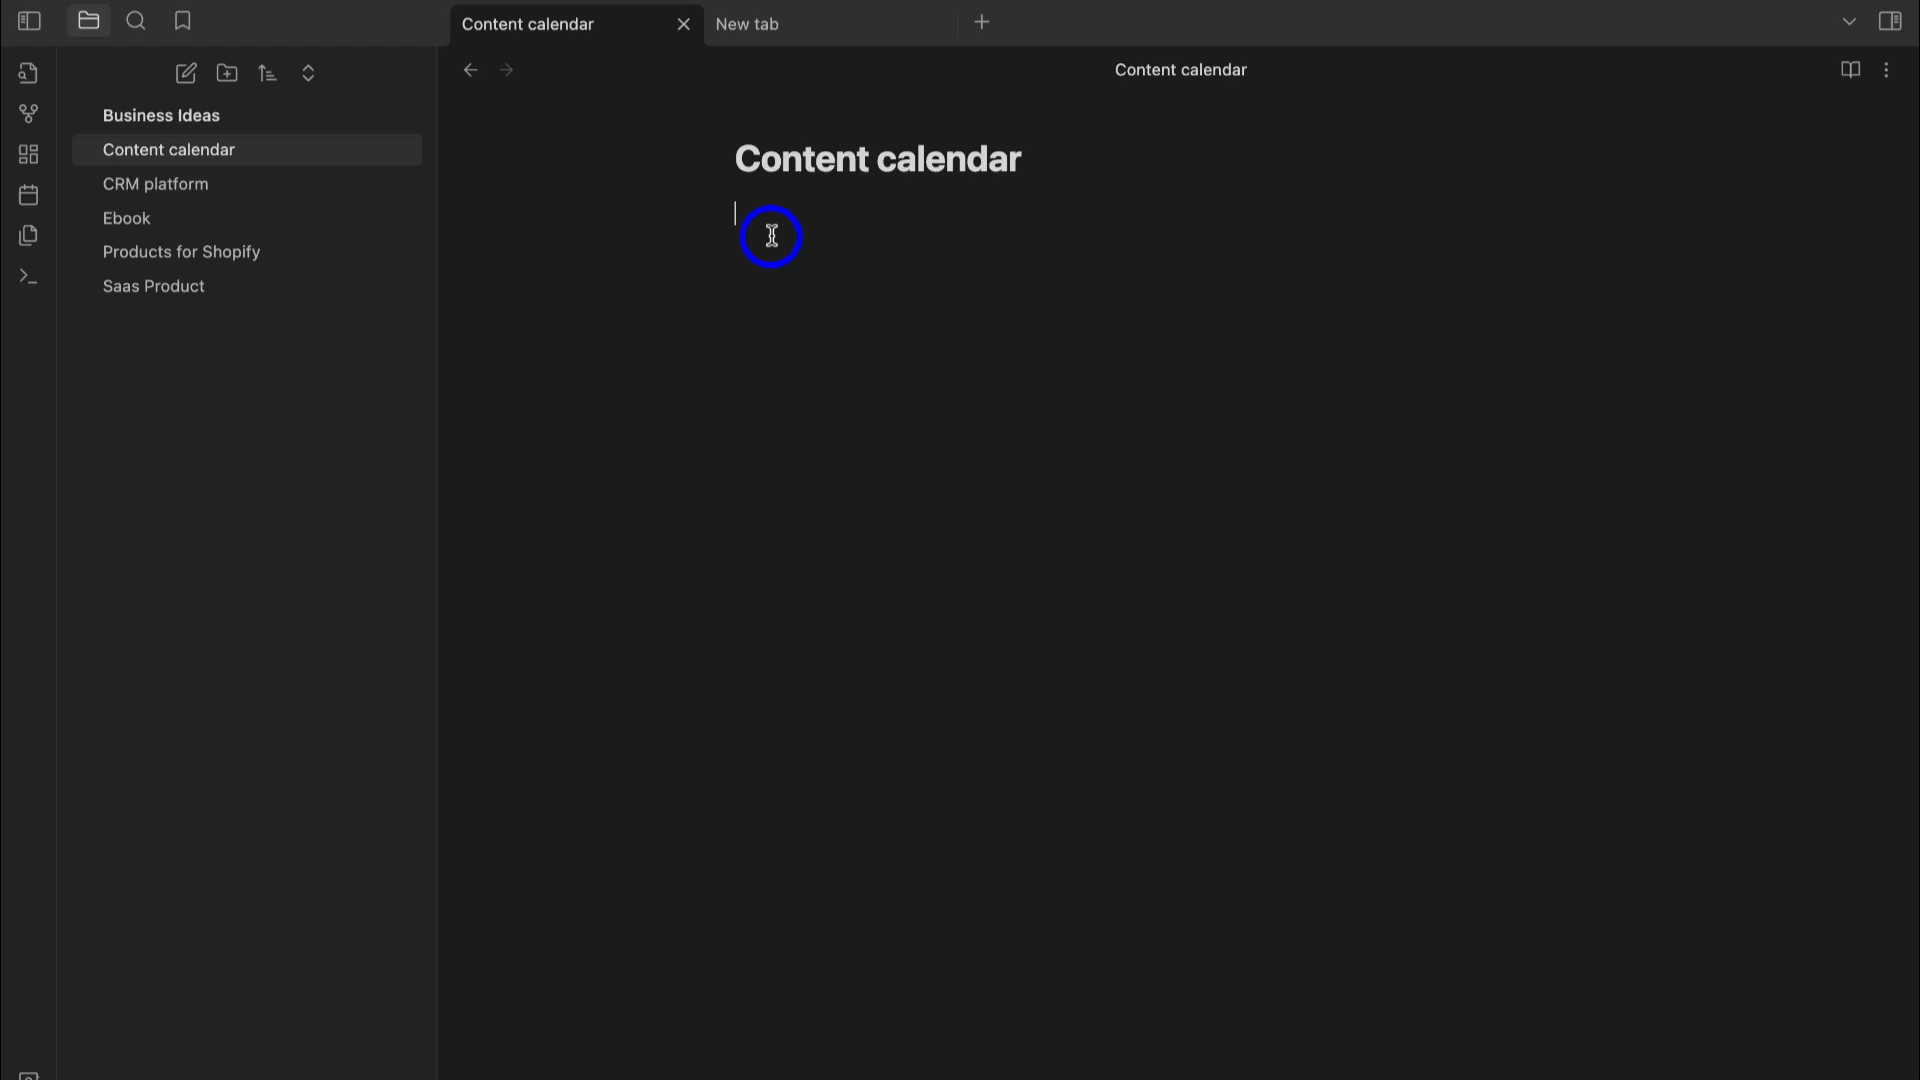 Content calendar
New tab
Content calendar
Business Ideas
Content calendar
CRM platform
Ebook
Products for Shopify
Saas Product
Content calendar